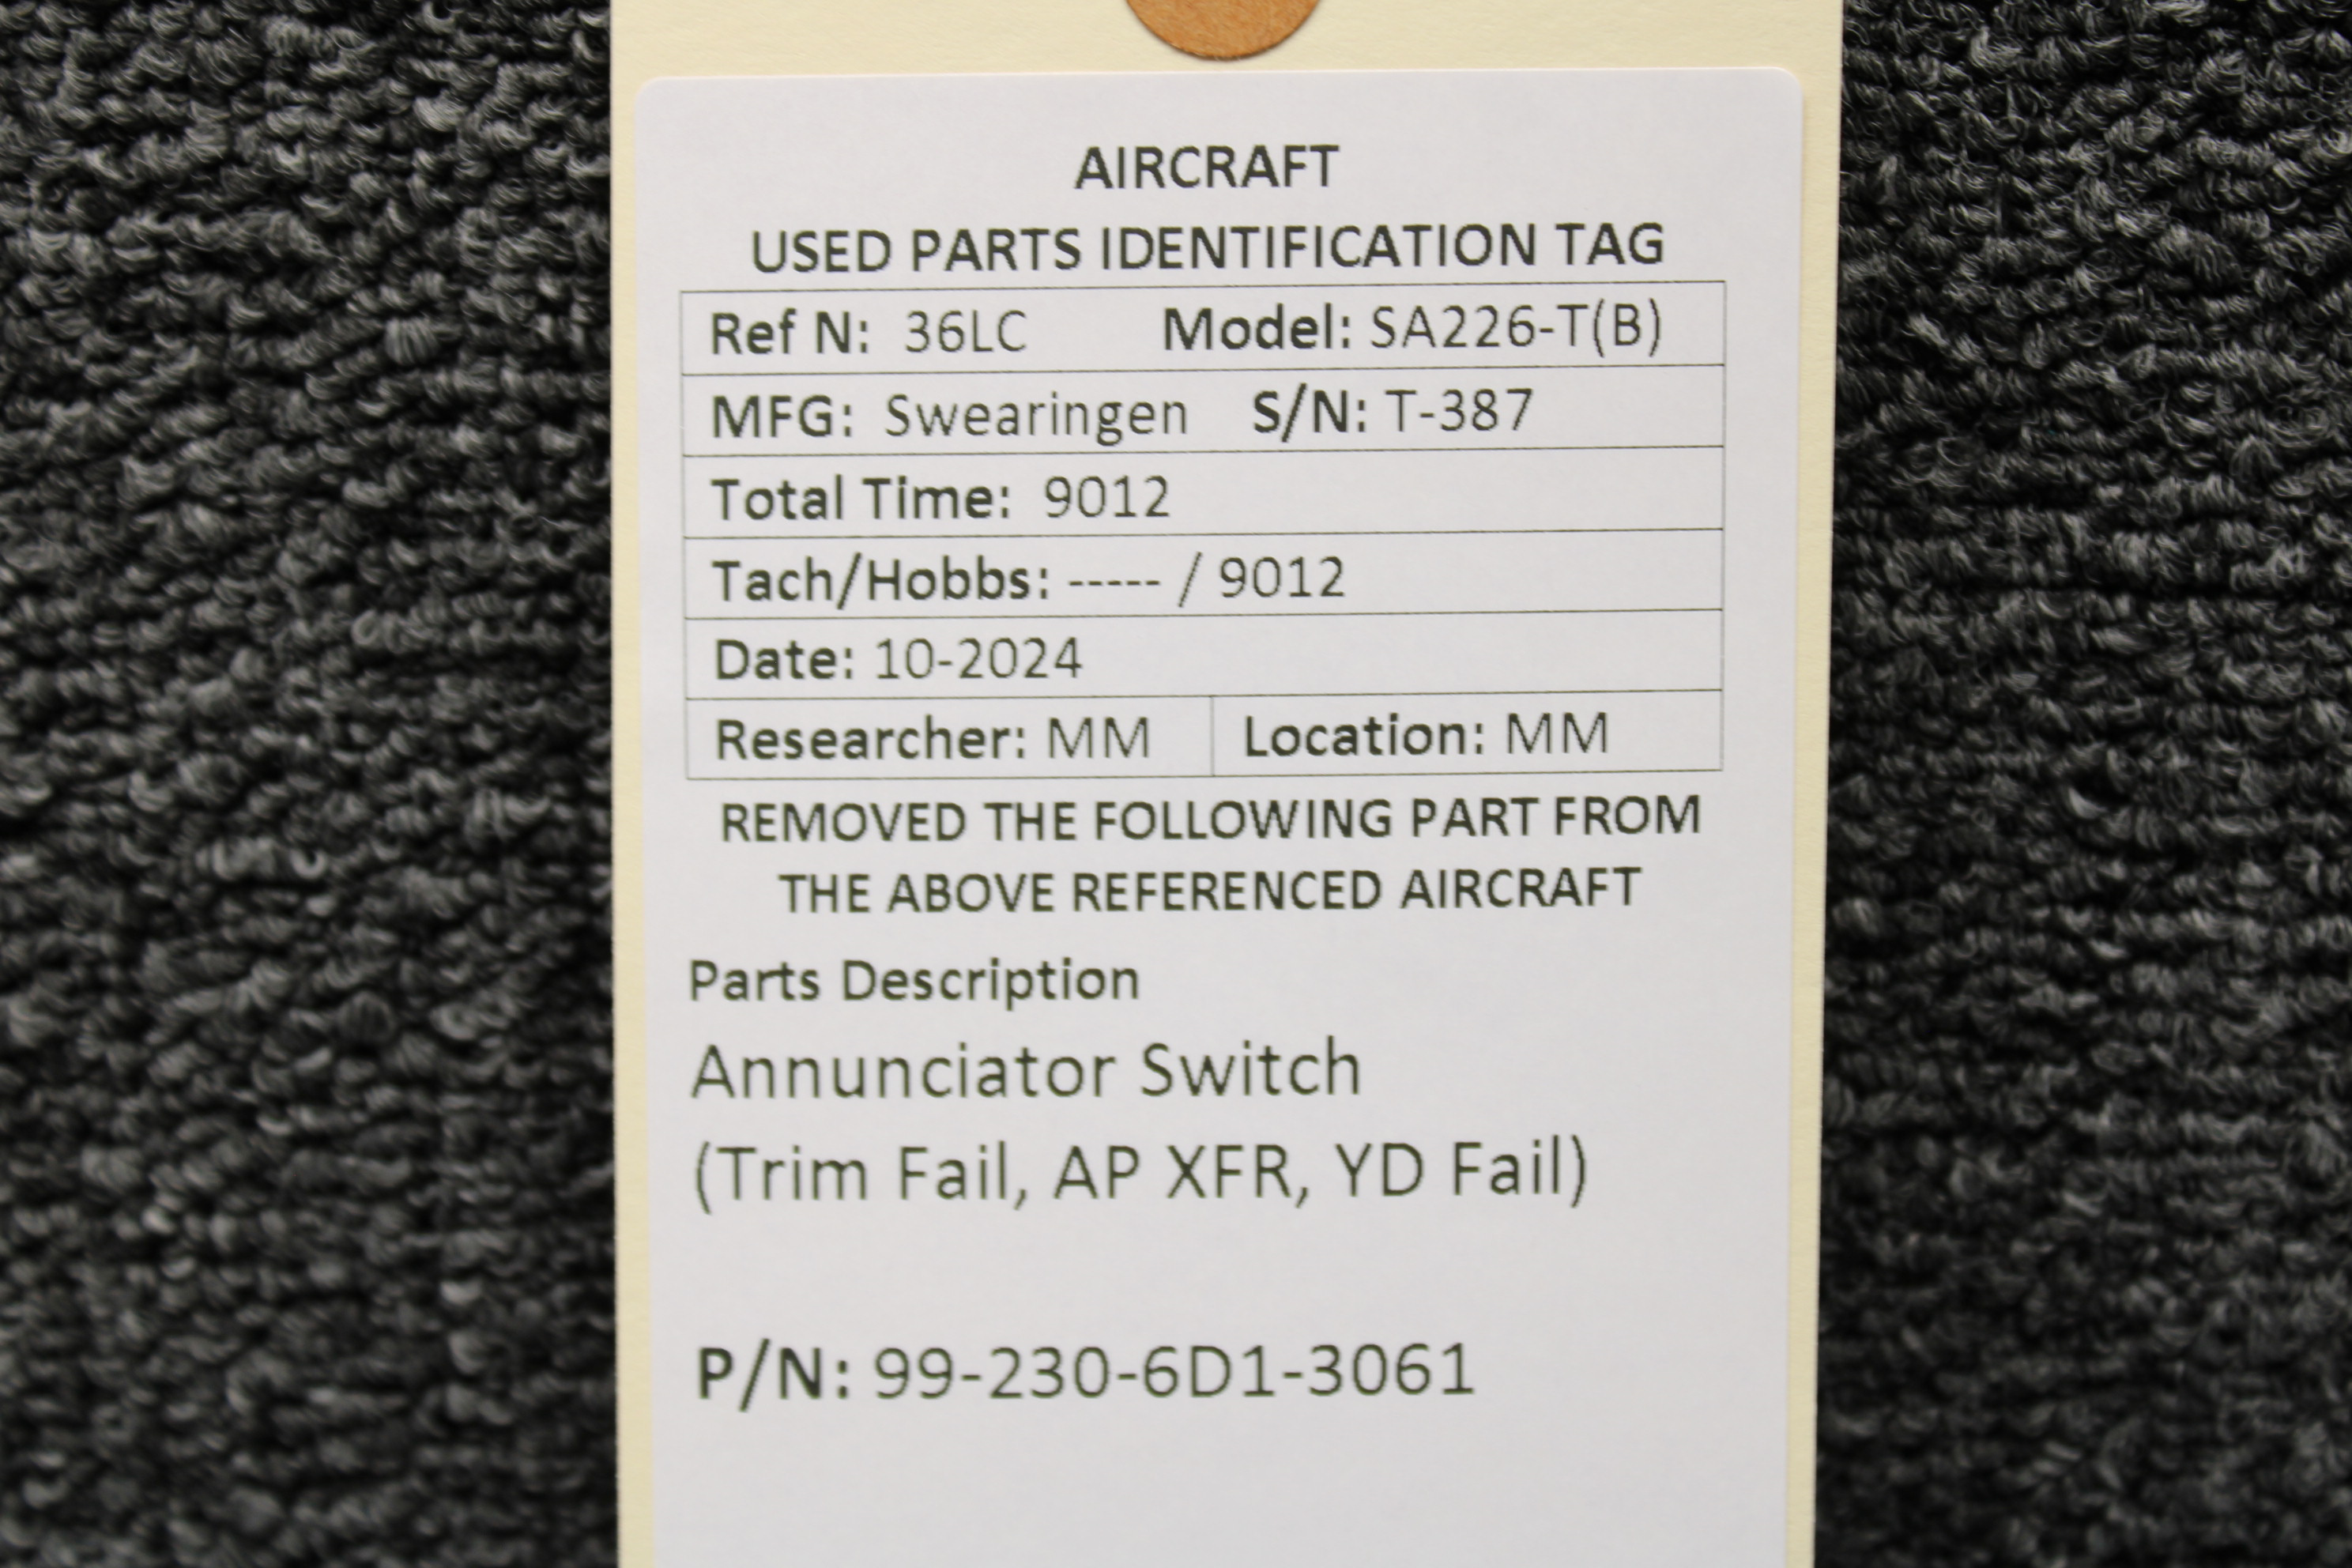 AIRCRAFT
USED PARTS IDENTIFICATION TAG
Ref N: 36LC Model: SA226-T(B)
MFG: Swearingen S/N: T-387
Total Time: 9012
Tach/Hobbs: ----- / 9012
Date: 10-2024
Researcher: MM Location: MM
REMOVED THE FOLLOWING PART FROM
THE ABOVE REFERENCED AIRCRAFT
Parts Description
Annunciator Switch
(Trim Fail, AP XFR, YD Fail)
P/N: 99-230-6D1-3061